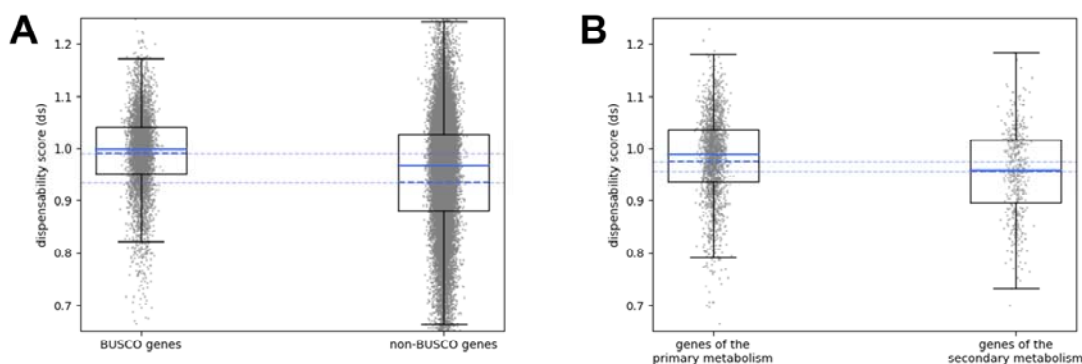 A
dispensability score (ds)
1.2
1.1
1.0
0.9
0.8
0.7
BUSCO genes
non-BUSCO genes
B
dispensability score (ds)
1.2
1.1
1.0
0.9
0.8
0.7
genes of the
primary metabolism
genes of the
secondary metabolism